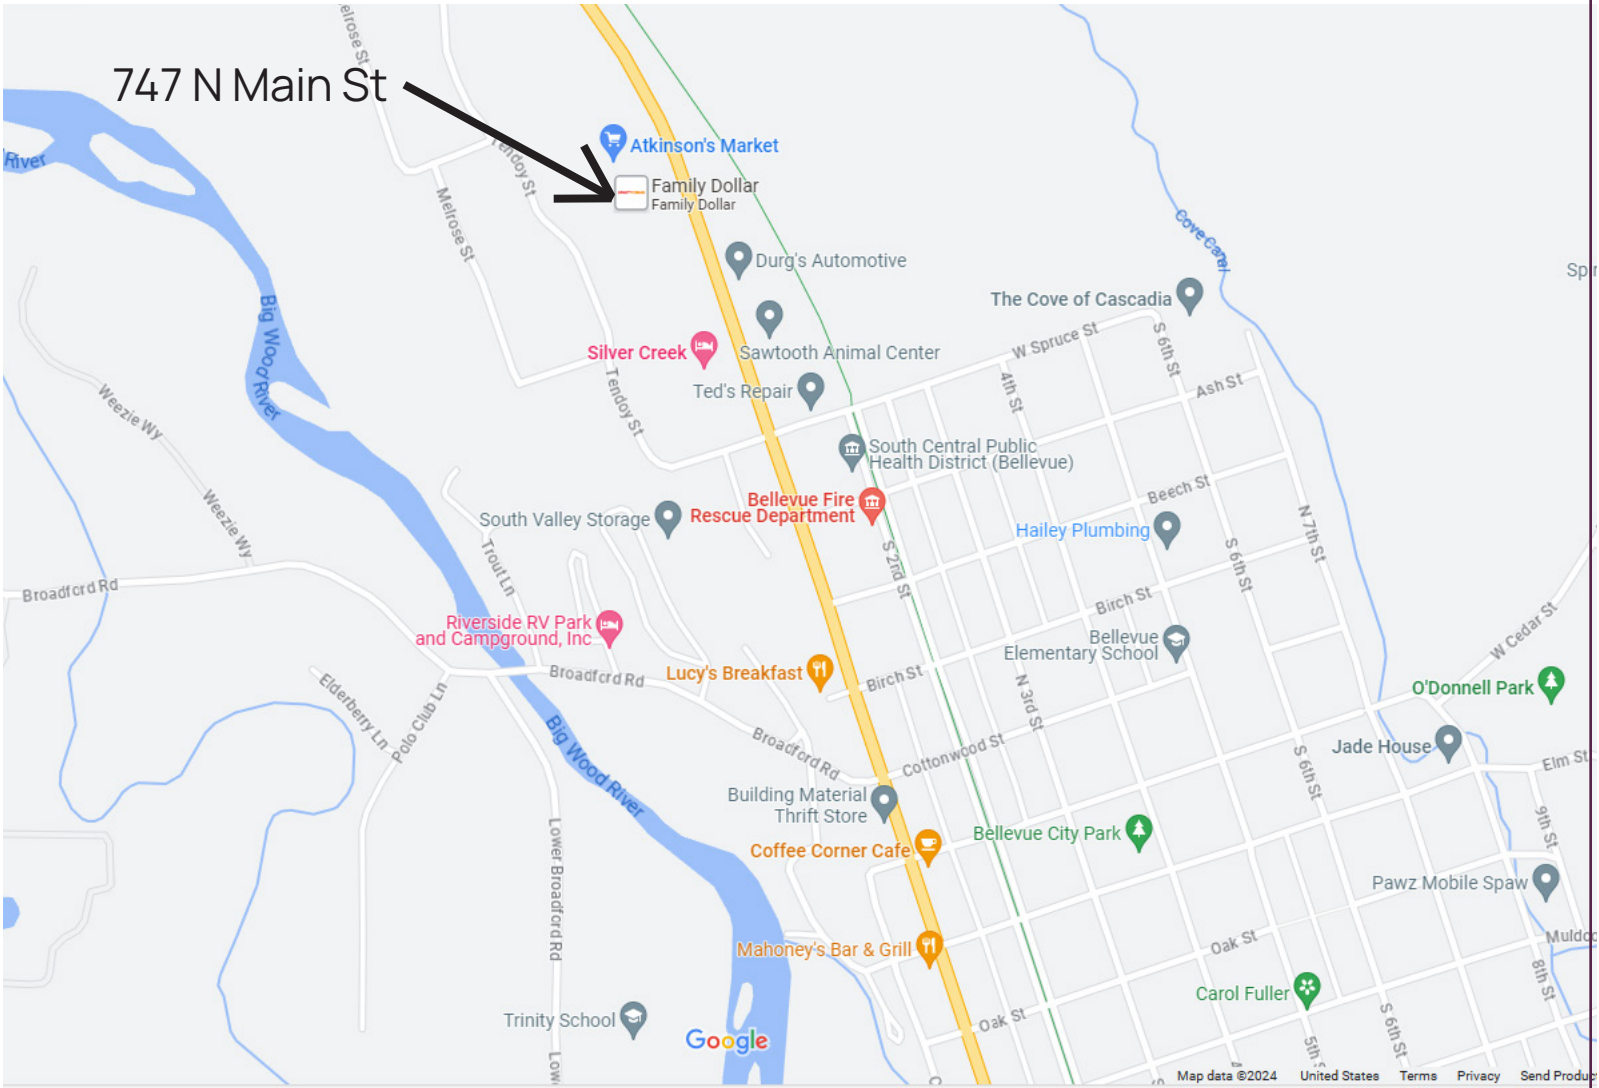 elrose St
747 N Main St
Atkinson's Market
River
Tendoy St
Family Dollar
Family Dollar
Melrose St
Cove Canal
Durg's Automotive
Spi
The Cove of Cascadia
Big Wood River
W Spruce St
S 6th St
Silver Creek
Sawtooth Animal Center
Ted's Repair
4th St
Ash St
Weezie Wy
Tendoy St
South Central Public
Health District (Bellevue)
Beech St
Bellevue Fire
Rescue Department
South Valley Storage
Weezie Wy
Hailey Plumbing
N 7th St
Trout Ln
S 2nd St
S 6th St
Broadford Rd
Birch St
Riverside RV Park
and Campground, Inc
Bellevue
Elementary School
W Cedar St
Broadford Rd
Lucy's Breakfast
Birch St
O'Donnell Park
Elderberry Ln
Polo Club Ln
N 3rd St
Big Wood River
Broadford Rd
Cottonwood St
Jade House
S 6th St
Elm St
Building Material
Thrift Store
Bellevue City Park
9th St
Coffee Corner Cafe
Lower Broadford Rd
Pawz Mobile Spaw
Mahoney's Bar & Grill
Oak St
Muldo
8th St
Carol Fuller
Trinity School
Oak St
S 6th St
Google
5th S
Low
Map data ©2024 United States Terms Privacy Send Produc